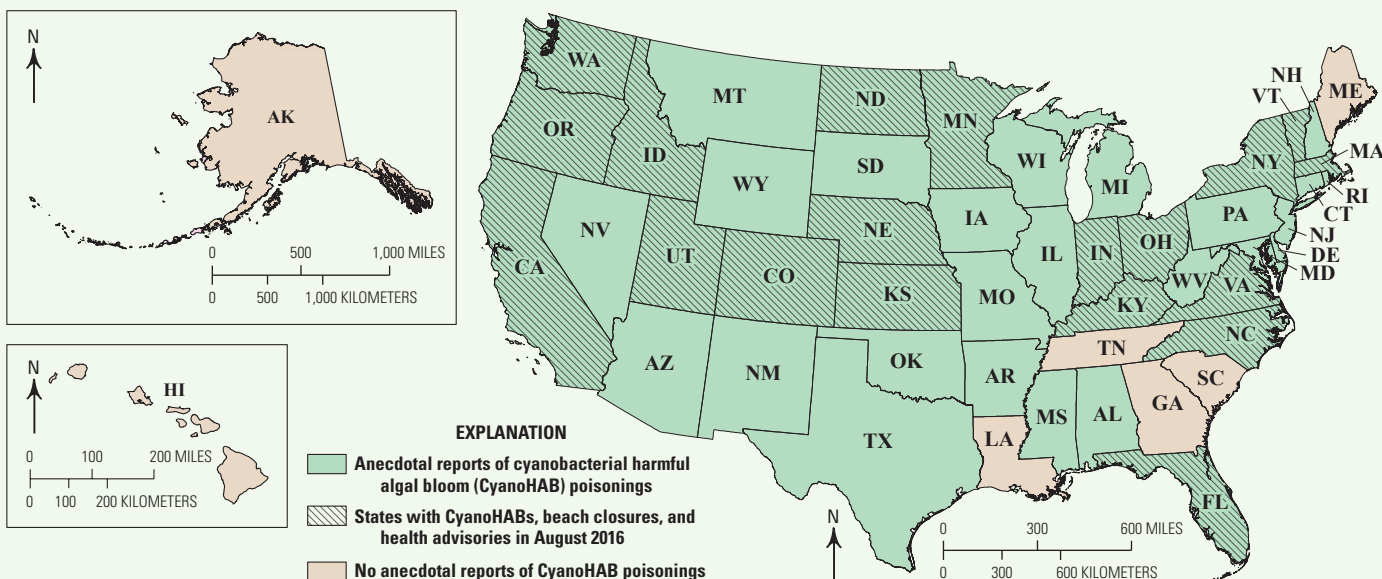 N
AK
0 500 1,000 MILES
0 500 1,000 KILOMETERS
N
HI
0 100 200 MILES
0 100 200 KILOMETERS
WA
MT
ND
MN
NH
VT
ME
OR
ID
WY
SD
WI
MI
NY
MA
RI
CT
NV
UT
CO
NE
IA
IL
IN
OH
PA
NJ
DE
MD
CA
KS
MO
KY
WV
VA
AZ
NM
OK
AR
TN
NC
SC
TX
LA
MS
AL
GA
FL
EXPLANATION
Anecdotal reports of cyanobacterial harmful
algal bloom (CyanoHAB) poisonings
States with CyanoHABs, beach closures, and
health advisories in August 2016
No anecdotal reports of CyanoHAB poisonings
N
0 300 600 MILES
0 300 600 KILOMETERS